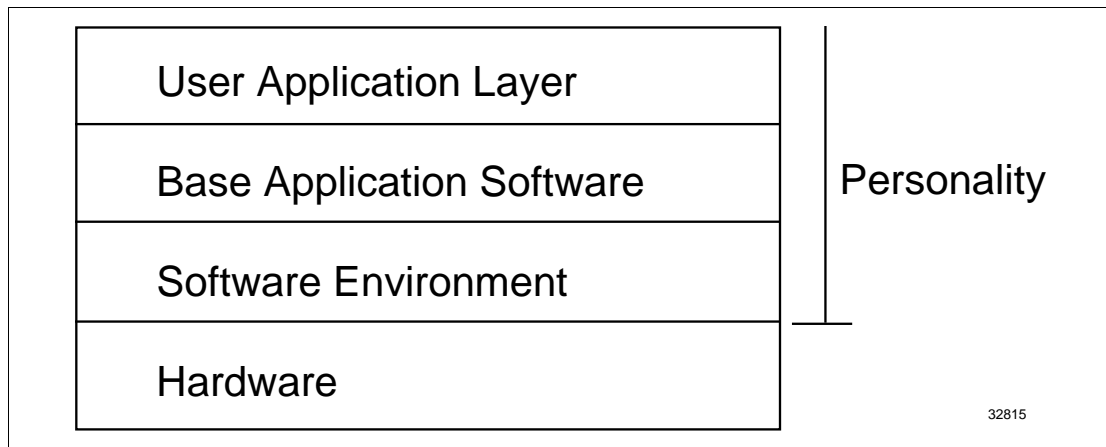 User Application Layer
Base Application Software
Personality
Software Environment
Hardware
32815